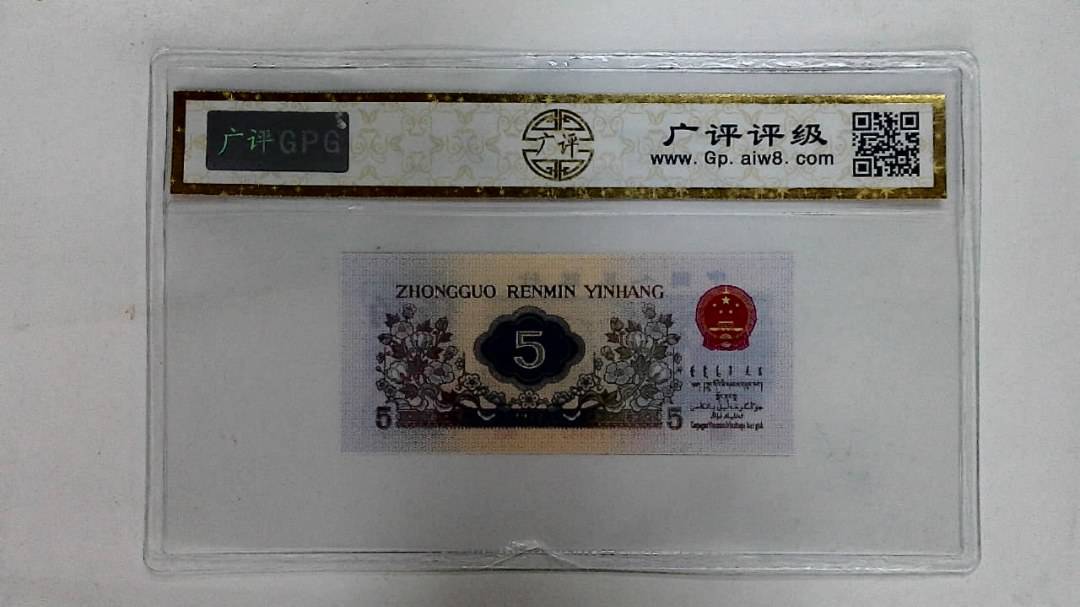 广评GPG
广评
广评评级
www. Gp. aiw8. com
ZHONGGUO RENMIN YINHANG
5
5
5